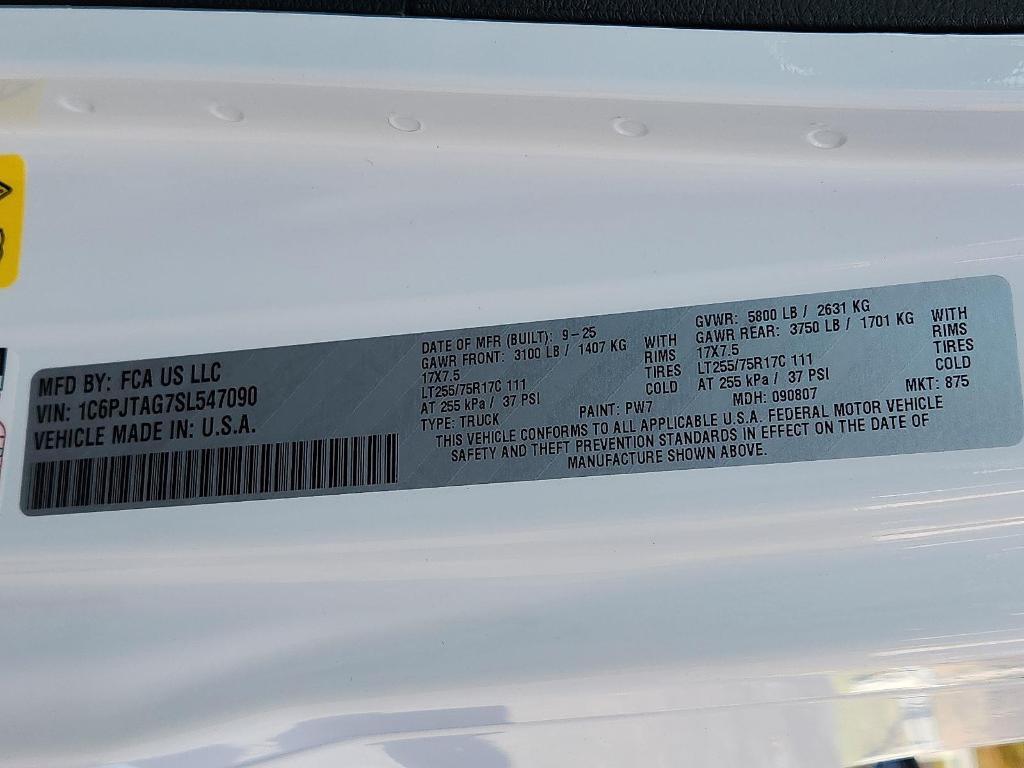 MFD BY: FCA US LLC
VIN: 1C6PJTAG7SL547090
VEHICLE MADE IN: U.S.A.
DATE OF MFR (BUILT): 9-25
GAWR FRONT: 3100 LB / 1407 KG WITH
17X7.5 RIMS
LT255/75R17C 111 TIRES
AT 255 kPa / 37 PSI COLD
TYPE: TRUCK PAINT: PW7
GVWR: 5800 LB / 2631 KG
GAWR REAR: 3750 LB / 1701 KG WITH
17X7.5 RIMS
LT255/75R17C 111 TIRES
AT 255 kPa / 37 PSI COLD
MDH: 090807 MKT: 875
THIS VEHICLE CONFORMS TO ALL APPLICABLE U.S.A. FEDERAL MOTOR VEHICLE
SAFETY AND THEFT PREVENTION STANDARDS IN EFFECT ON THE DATE OF
MANUFACTURE SHOWN ABOVE.